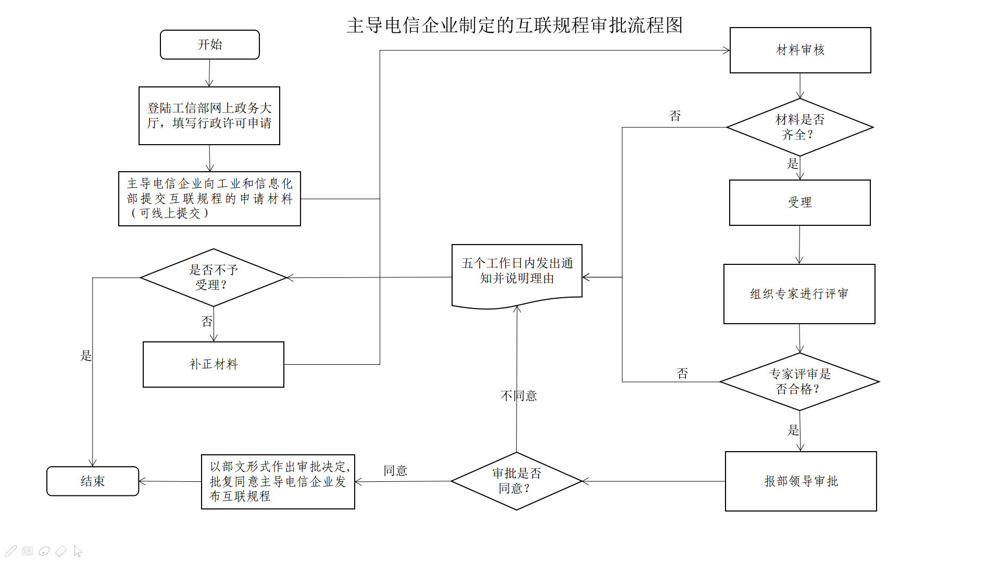 主导电信企业制定的互联规程审批流程图
开始
登陆工信部网上政务大
厅，填写行政许可申请
主导电信企业向工业和信息化
部提交互联规程的申请材料
（可线上提交）
材料审核
材料是否
齐全？
否
是
受理
组织专家进行评审
专家评审是
否合格？
否
是
报部领导审批
审批是否
同意？
不同意
同意
五个工作日内发出通
知并说明理由
是否不予
受理？
否
是
补正材料
以部文形式作出审批决定，
批复同意主导电信企业发
布互联规程
结束